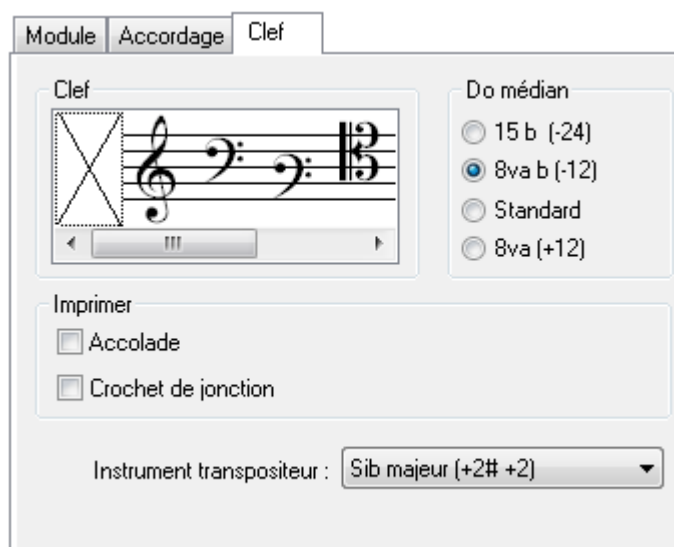 Module Accordage Clef
Clef
Do médian
15 b (-24)
8va b (-12)
Standard
8va (+12)
Imprimer
Accolade
Crochet de jonction
Instrument transpositeur : Sib majeur (+2# +2)